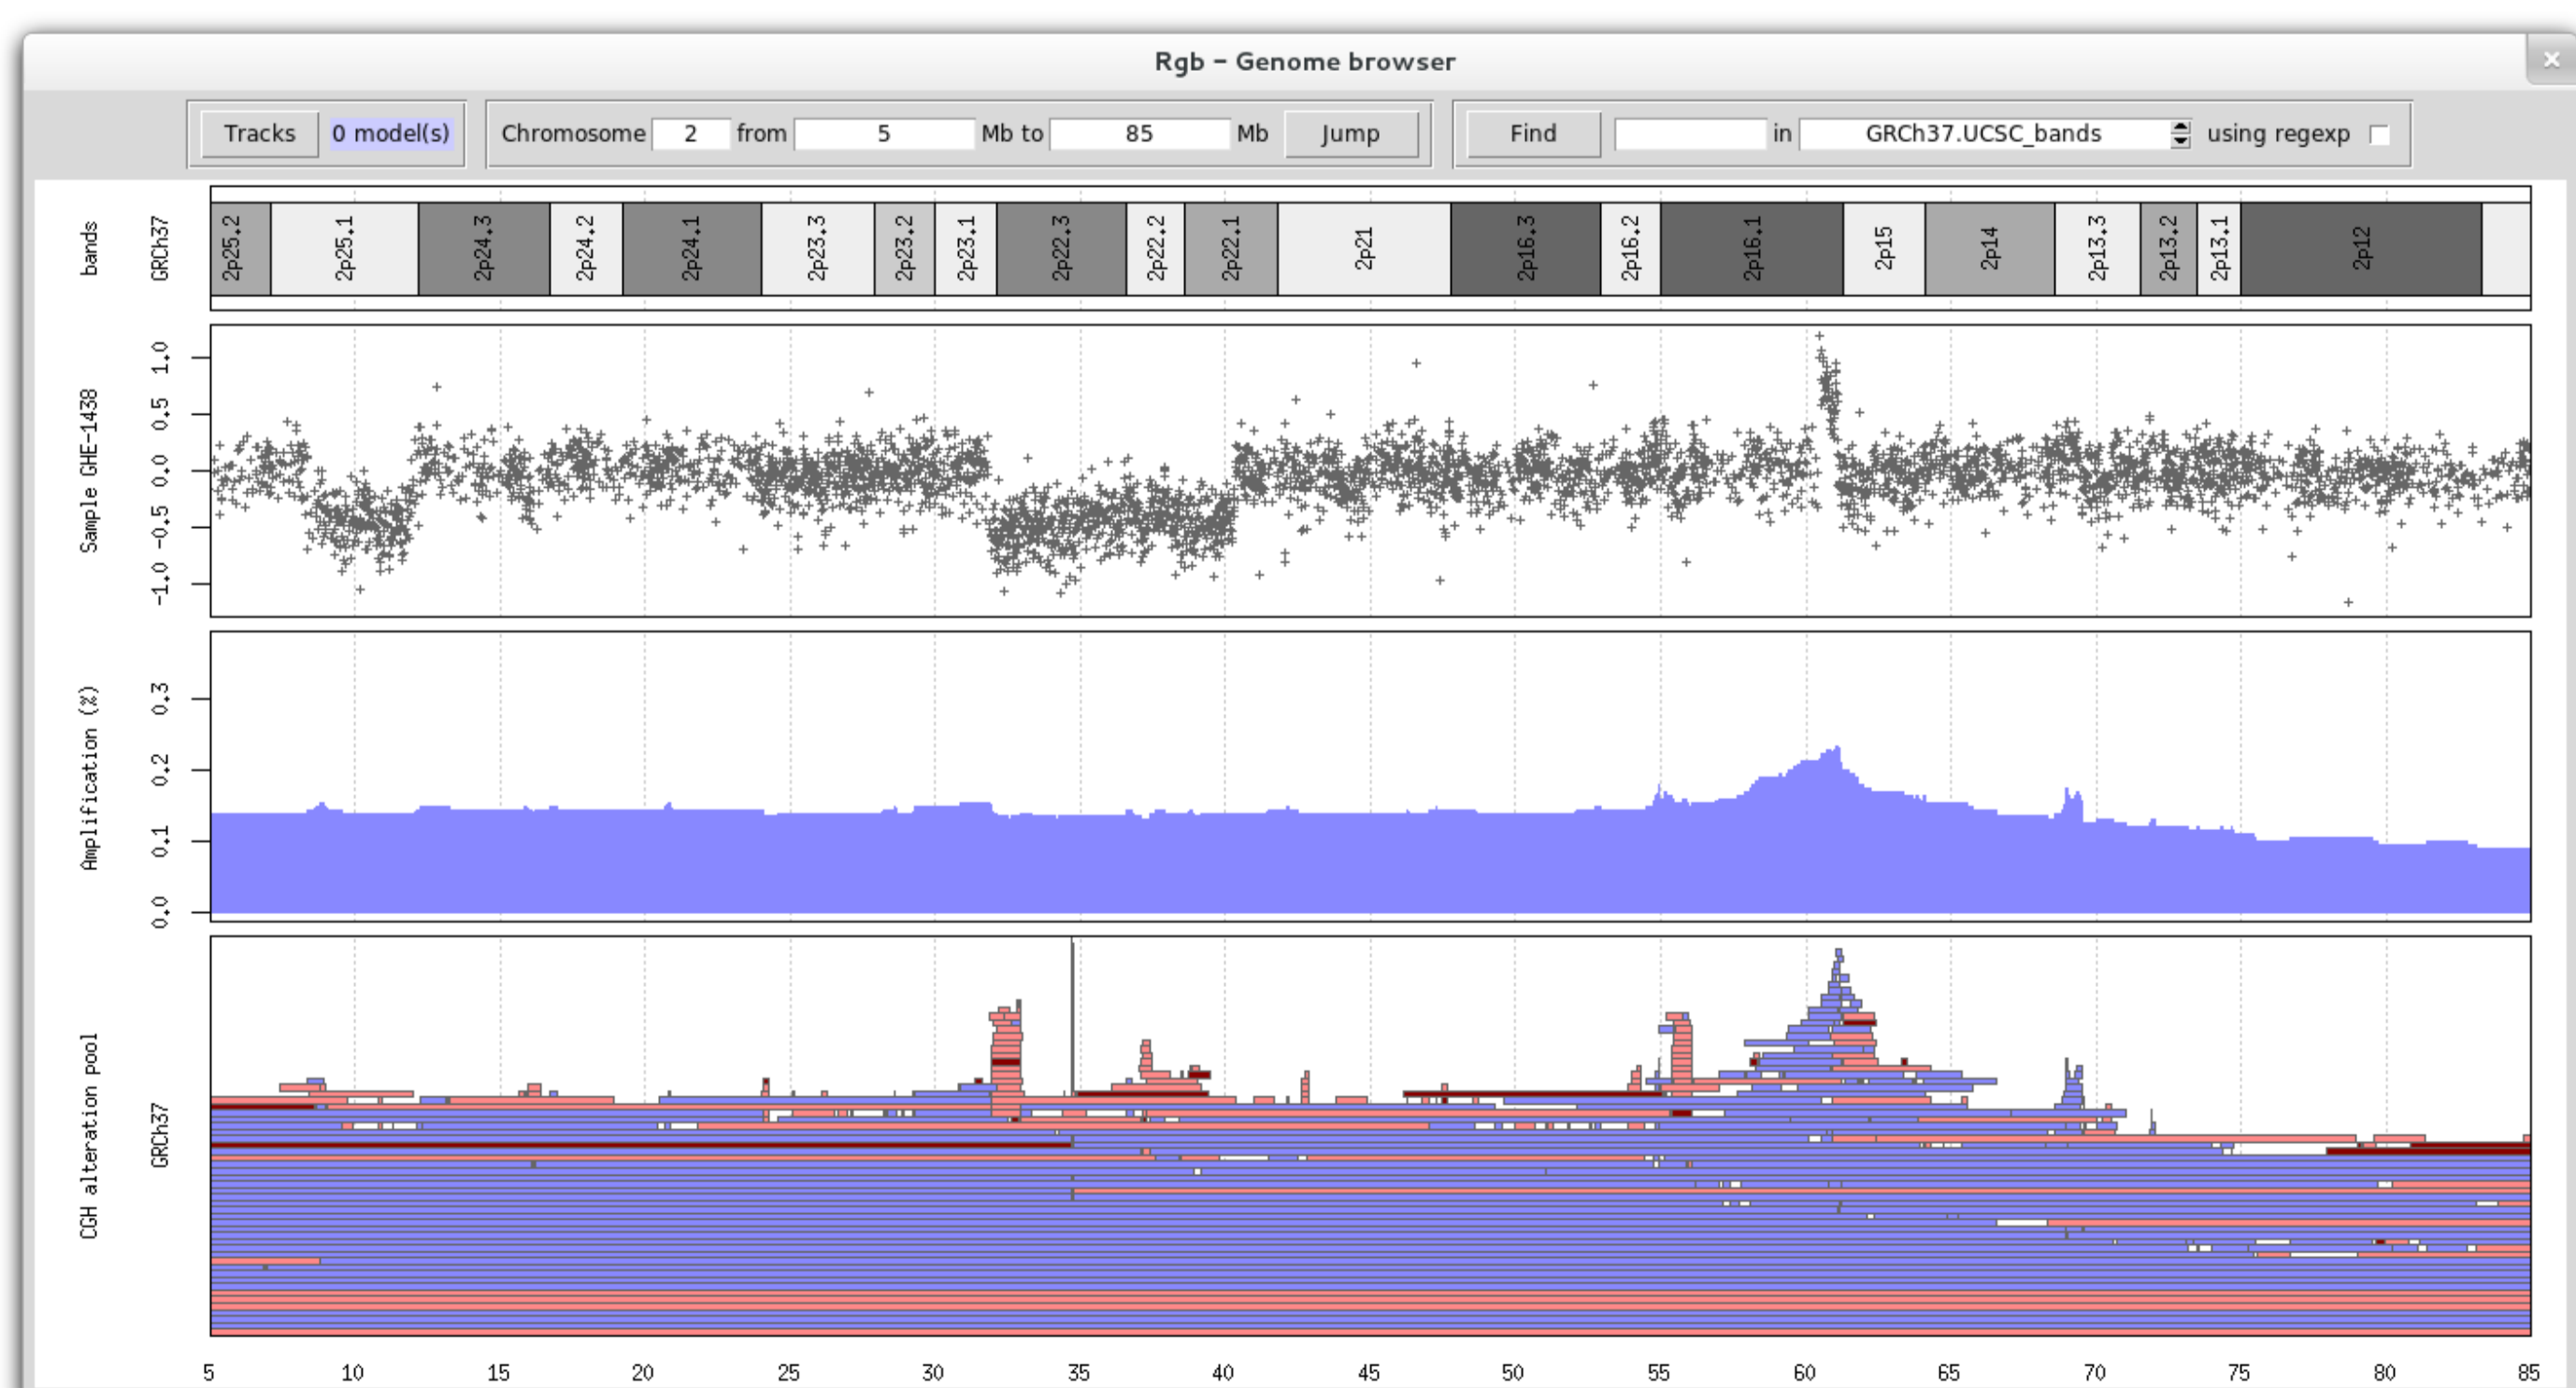 Rgb - Genome browser
Tracks 0 model(s) Chromosome 2 from 5 Mb to 85 Mb Jump Find in GRCh37.UCSC_bands using regexp
bands
GRCh37
2p25.2 2p25.1 2p24.3 2p24.2 2p24.1 2p23.3 2p23.2 2p23.1 2p22.3 2p22.2 2p22.1 2p21 2p16.3 2p16.2 2p16.1 2p15 2p14 2p13.3 2p13.2 2p13.1 2p12
Sample GHE-1438
1.0
0.5
0.0
-0.5
-1.0
Amplification (%)
0.3
0.2
0.1
0.0
CGH alteration pool
GRCh37
5 10 15 20 25 30 35 40 45 50 55 60 65 70 75 80 85